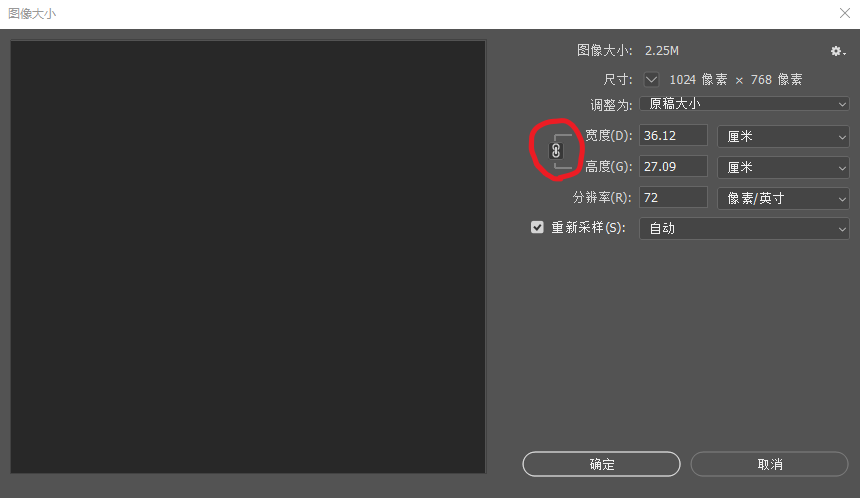 图像大小
图像大小: 2.25M
尺寸: 1024 像素 × 768 像素
调整为: 原稿大小
宽度(D): 36.12 厘米
高度(G): 27.09 厘米
分辨率(R): 72 像素/英寸
重新采样(S): 自动
确定 取消